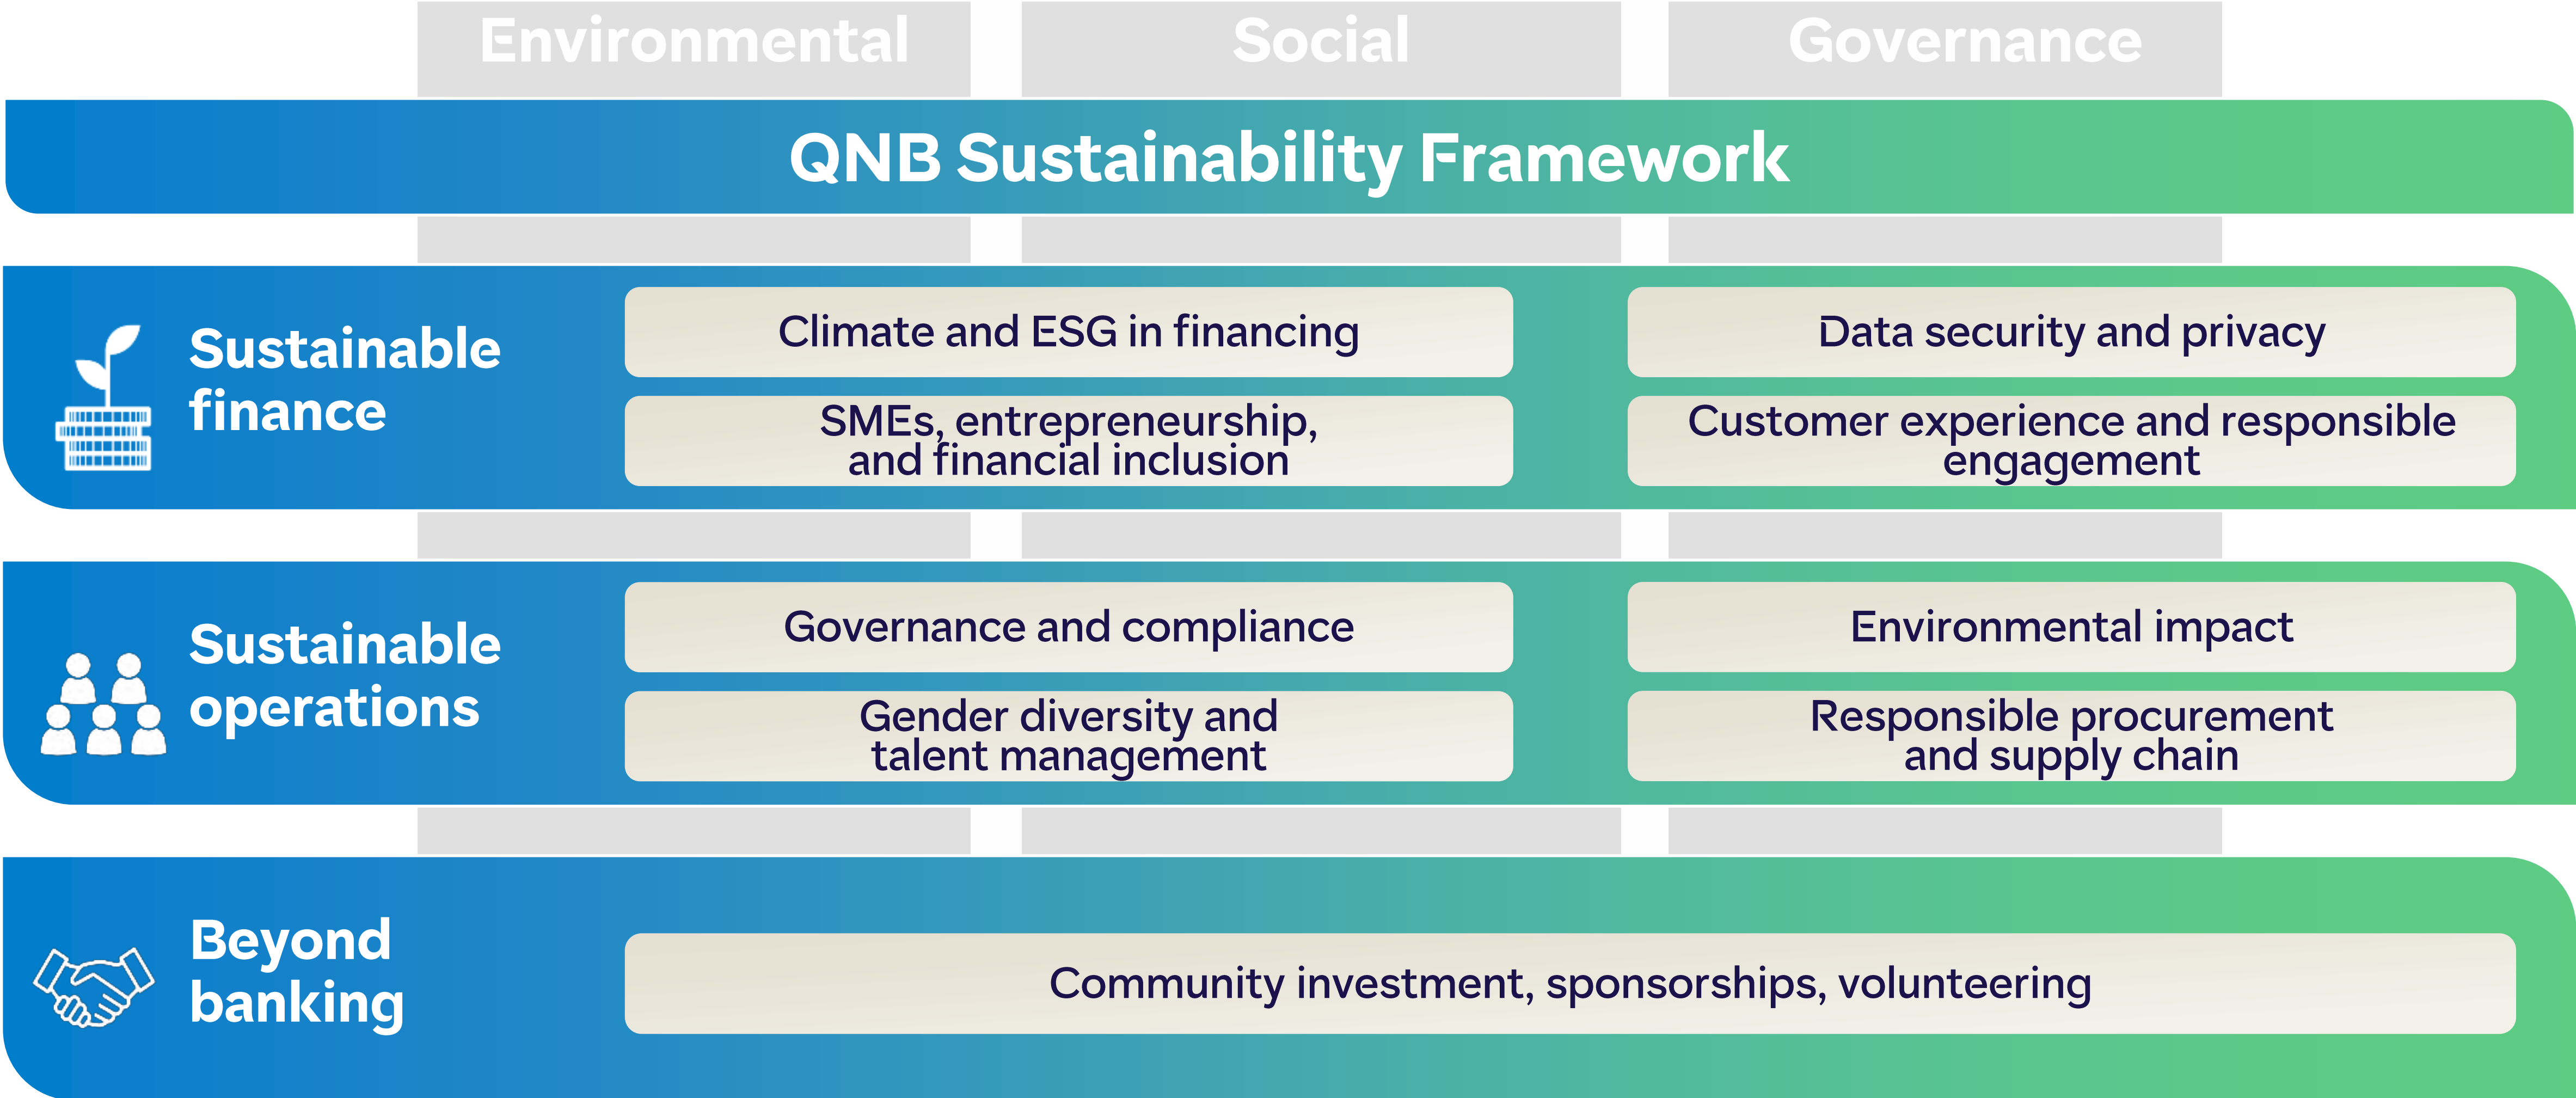 Environmental
Social
Governance
QNB Sustainability Framework
Sustainable
finance
Climate and ESG in financing
Data security and privacy
SMEs, entrepreneurship,
and financial inclusion
Customer experience and responsible
engagement
Sustainable
operations
Governance and compliance
Environmental impact
Gender diversity and
talent management
Responsible procurement
and supply chain
Beyond
banking
Community investment, sponsorships, volunteering